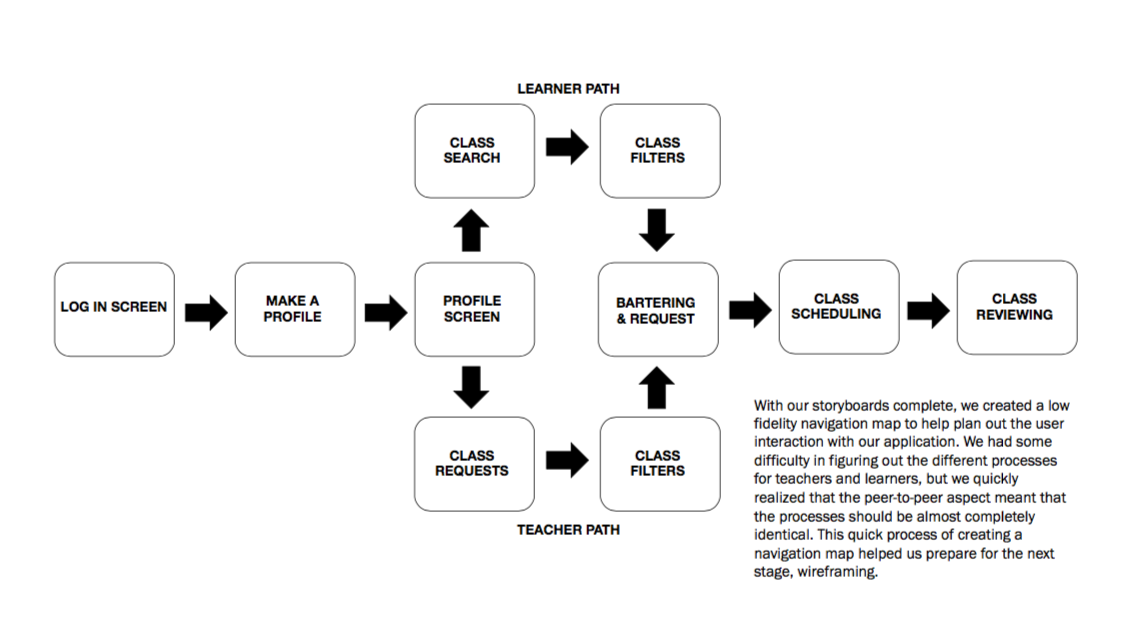 LEARNER PATH
CLASS
SEARCH
CLASS
FILTERS
LOG IN SCREEN
MAKE A
PROFILE
PROFILE
SCREEN
BARTERING
& REQUEST
CLASS
SCHEDULING
CLASS
REVIEWING
CLASS
REQUESTS
CLASS
FILTERS
TEACHER PATH
With our storyboards complete, we created a low
fidelity navigation map to help plan out the user
interaction with our application. We had some
difficulty in figuring out the different processes
for teachers and learners, but we quickly
realized that the peer-to-peer aspect meant that
the processes should be almost completely
identical. This quick process of creating a
navigation map helped us prepare for the next
stage, wireframing.